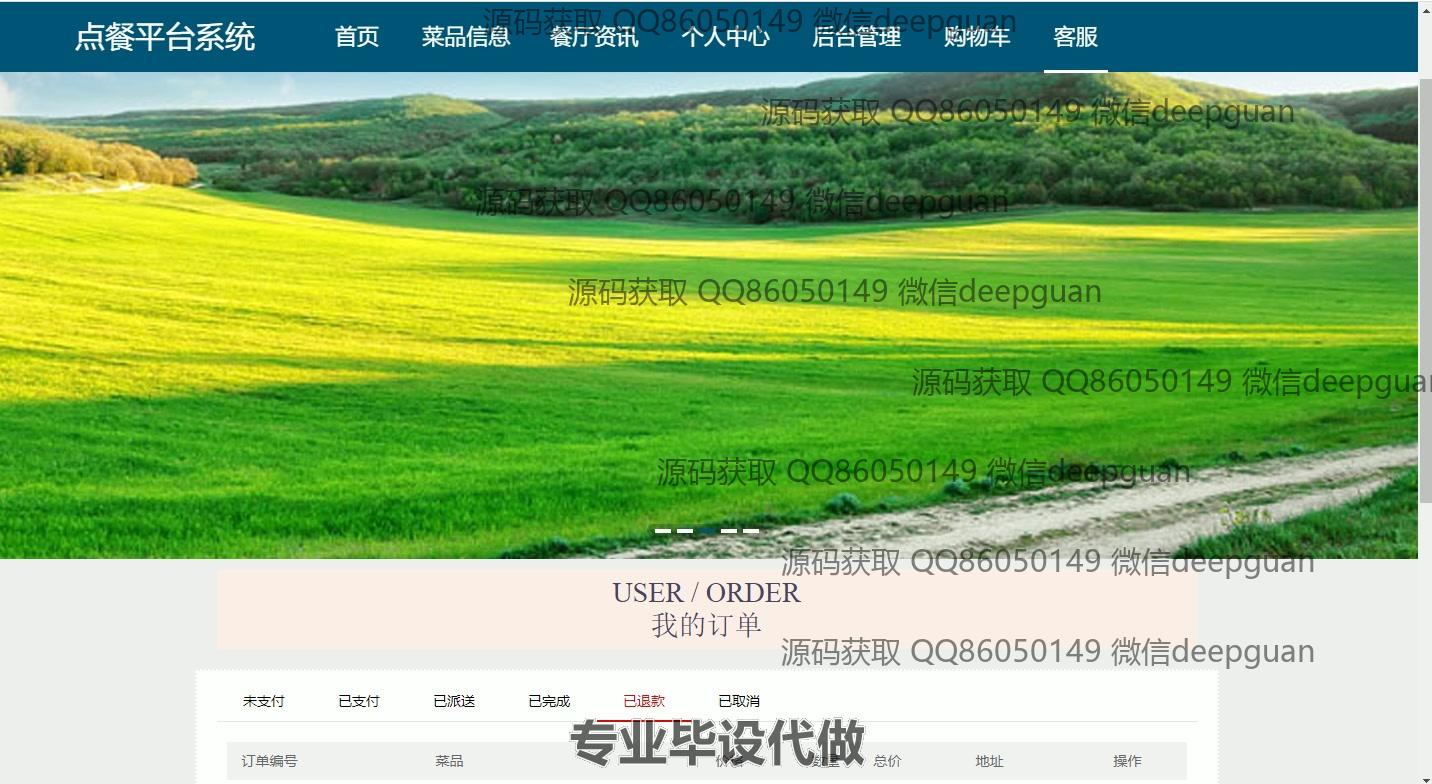 源码获取 QQ86050149 微信deepguan
点餐平台系统 首页 菜品信息 餐厅资讯 个人中心 后台管理 购物车 客服
源码获取 QQ86050149 微信deepguan
源码获取 QQ86050149 微信deepguan
源码获取 QQ86050149 微信deepguan
源码获取 QQ86050149 微信deepguan
源码获取 QQ86050149 微信deepguan
源码获取 QQ86050149 微信deepguan
USER / ORDER
我的订单
源码获取 QQ86050149 微信deepguan
未支付 已支付 已派送 已完成 已退款 已取消
专业毕设代做
订单编号 菜品 价格 数量 总价 地址 操作